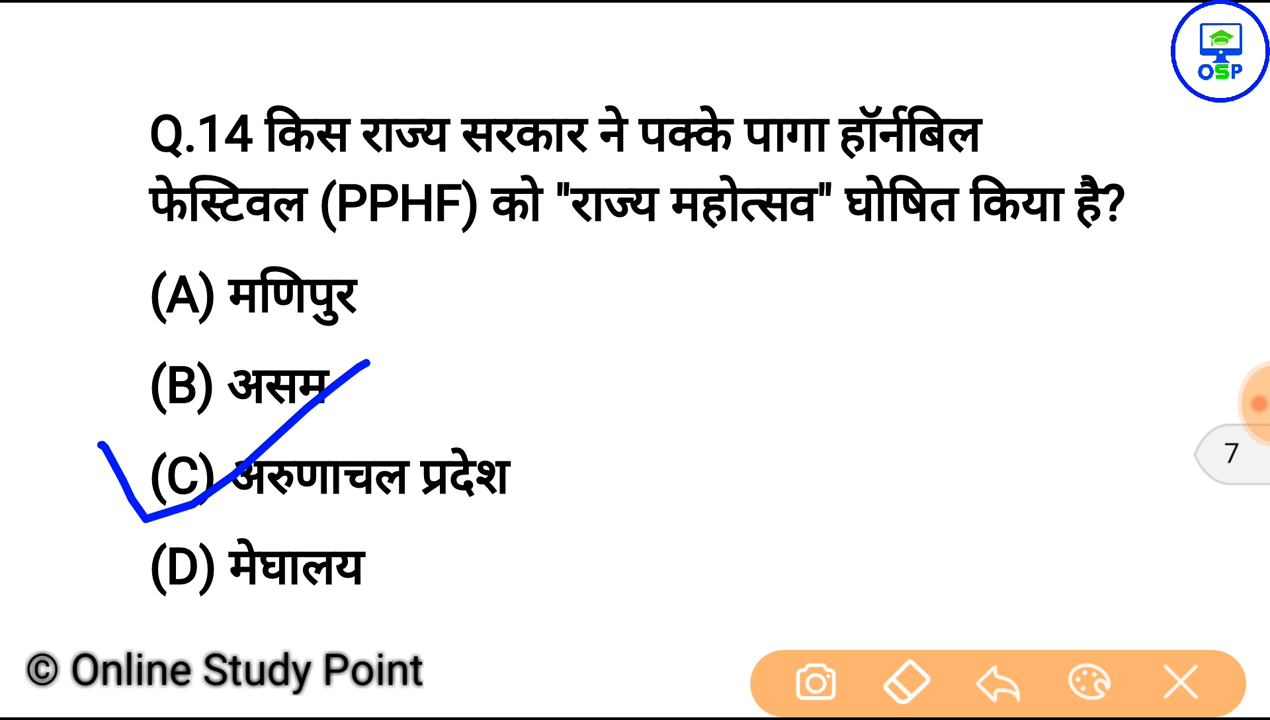 OSP
Q.14 किस राज्य सरकार ने पक्के पागा हॉर्नबिल
फेस्टिवल (PPHF) को "राज्य महोत्सव" घोषित किया है?
(A) मणिपुर
(B) असम
(C) अरुणाचल प्रदेश
7
(D) मेघालय
© Online Study Point